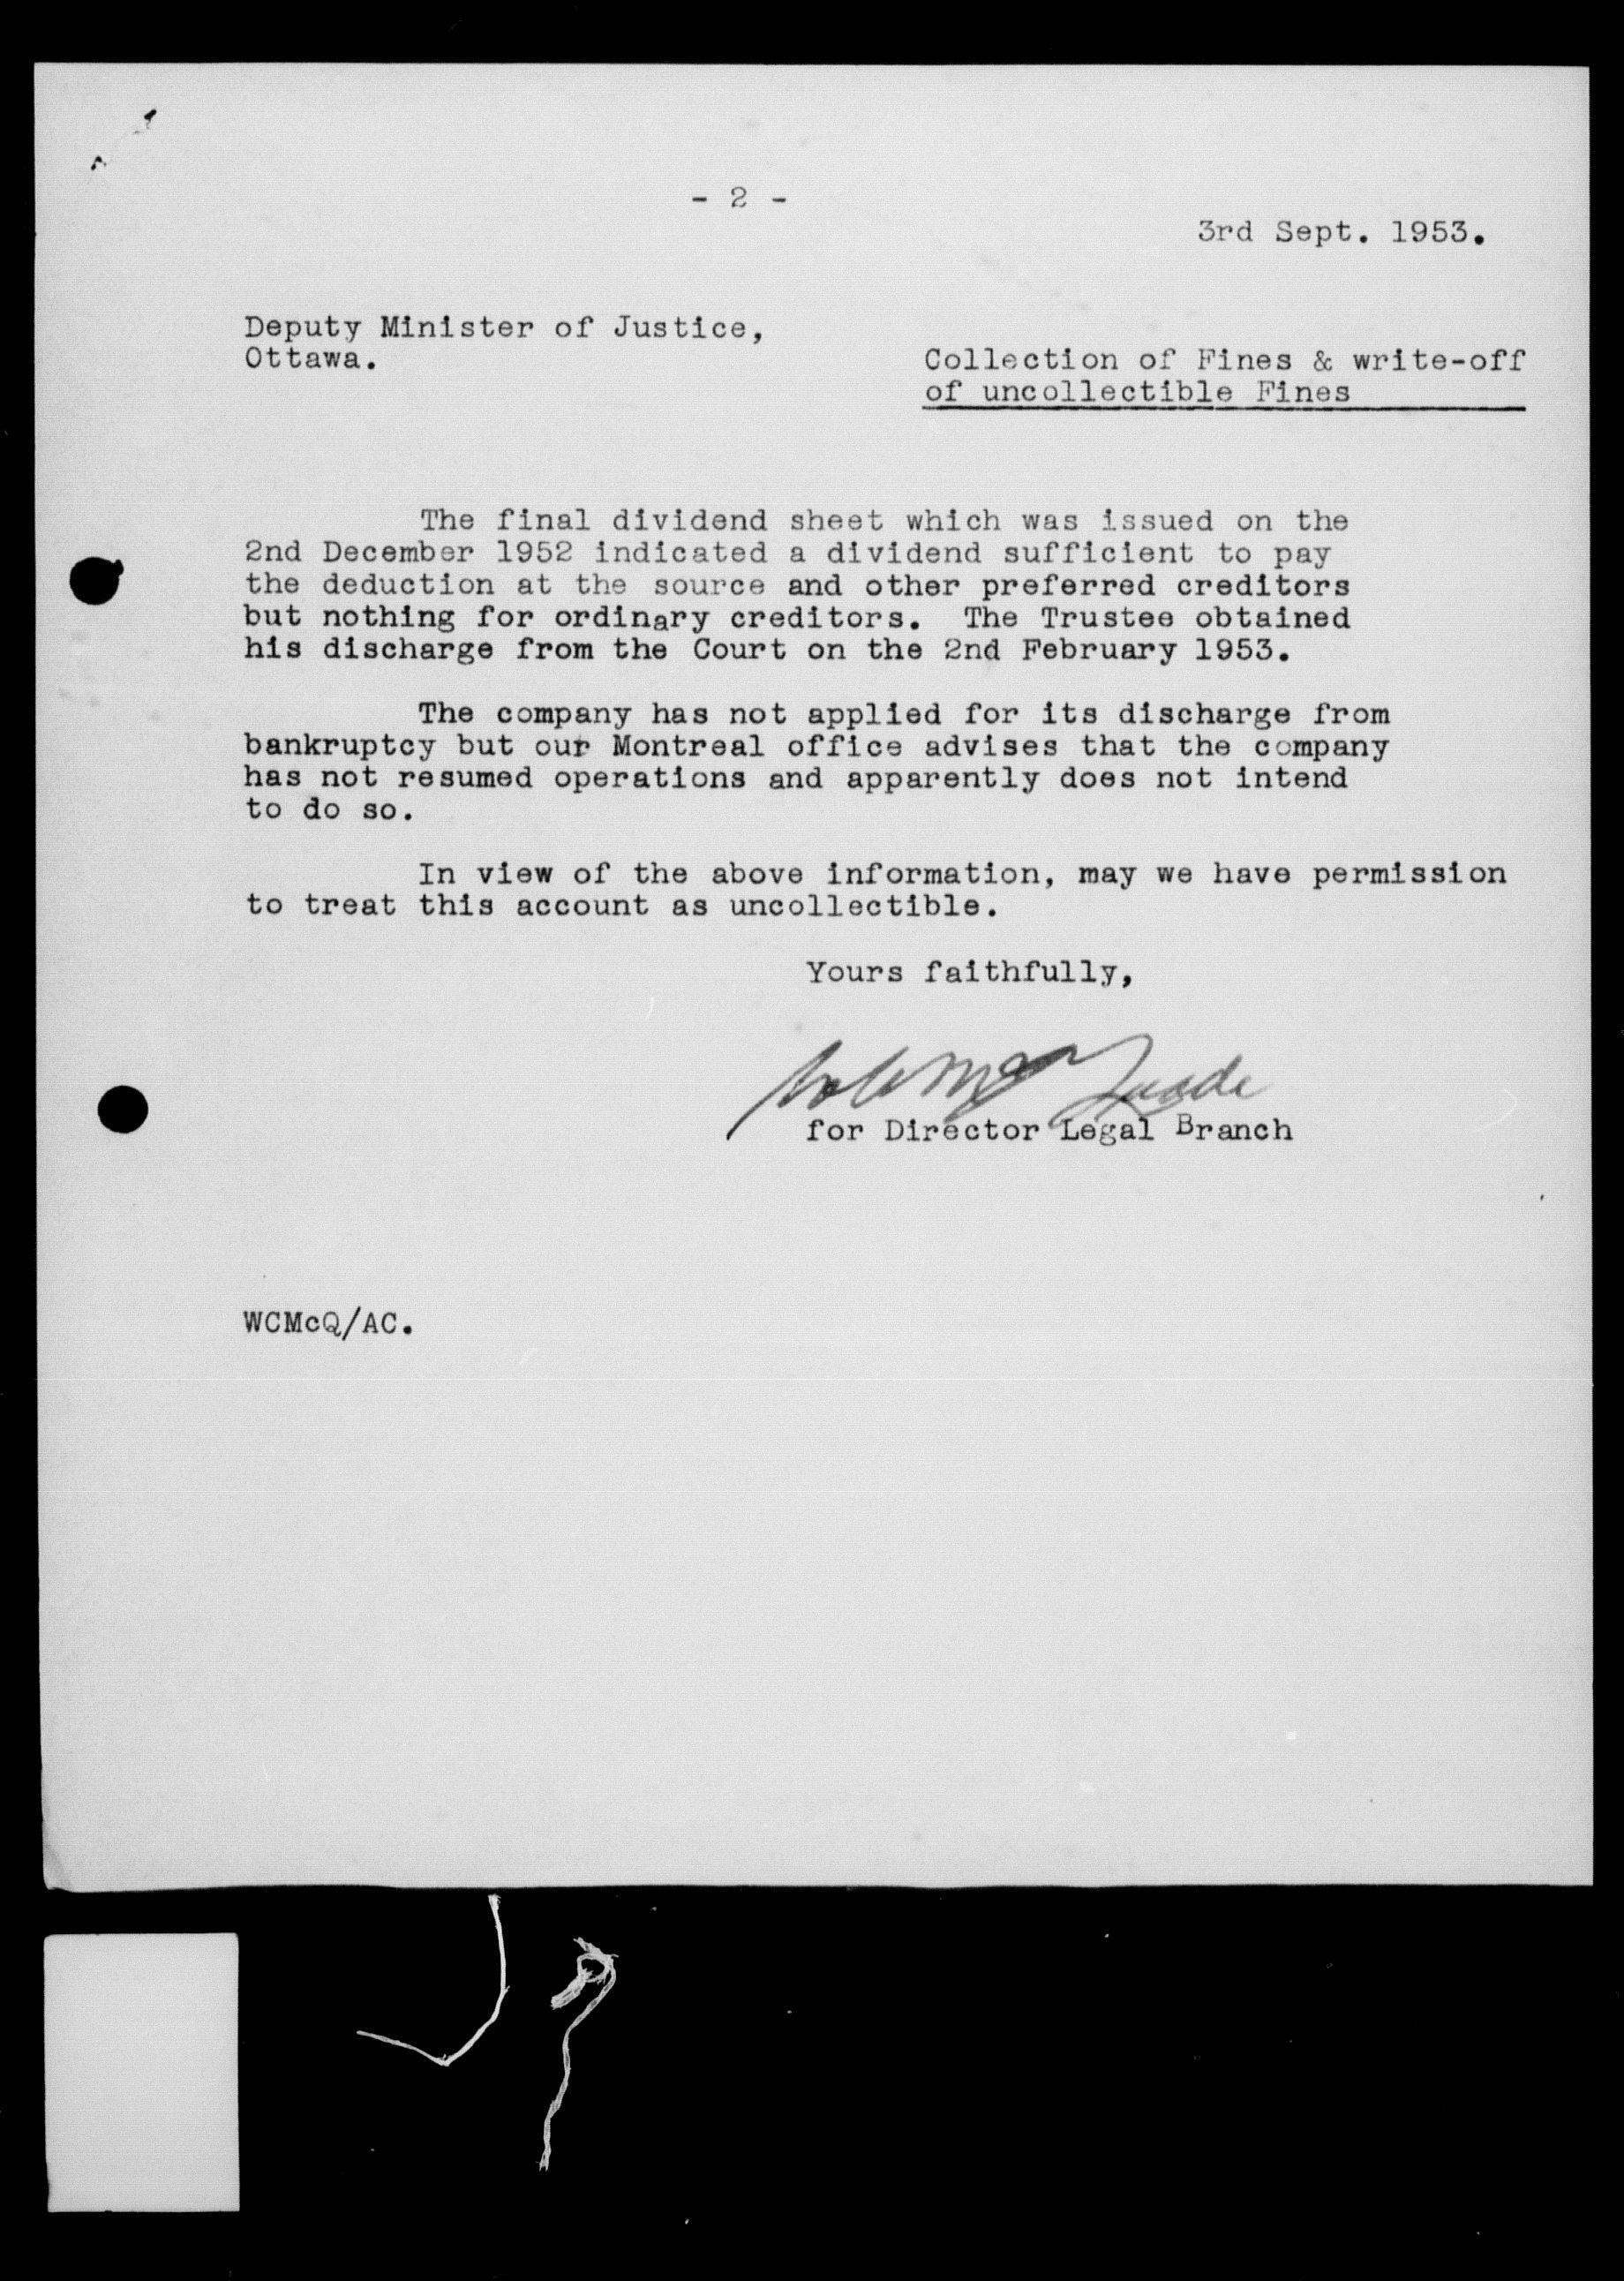 - 2 -
3rd Sept. 1953.
Deputy Minister of Justice,
Ottawa.
Collection of Fines & write-off
of uncollectible Fines
The final dividend sheet which was issued on the
2nd December 1952 indicated a dividend sufficient to pay
the deduction at the source and other preferred creditors
but nothing for ordinary creditors. The Trustee obtained
his discharge from the Court on the 2nd February 1953.
The company has not applied for its discharge from
bankruptcy but our Montreal office advises that the company
has not resumed operations and apparently does not intend
to do so.
In view of the above information, may we have permission
to treat this account as uncollectible.
Yours faithfully,
for Director Legal Branch
WCMcQ/AC.